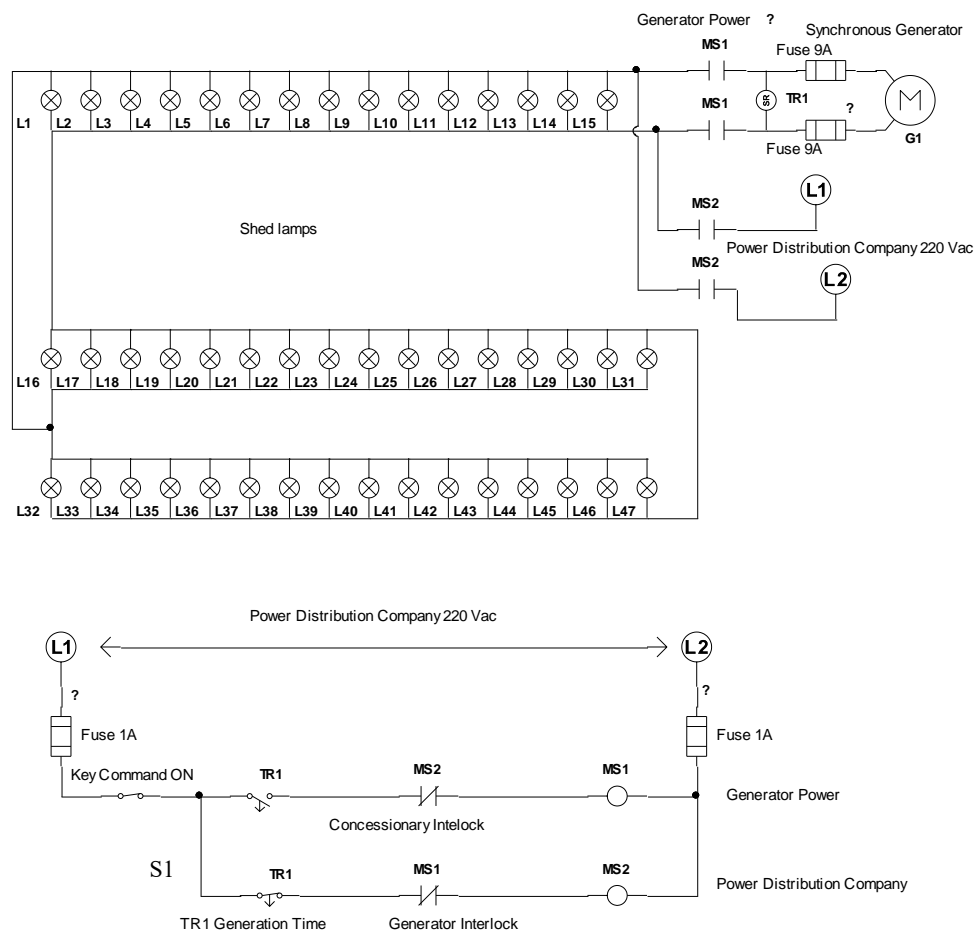 Generator Power ?
Synchronous Generator
MS1
Fuse 9A
SR
TR1
M
L1 L2 L3 L4 L5 L6 L7 L8 L9 L10 L11 L12 L13 L14 L15
MS1
?
G1
Fuse 9A
L1
MS2
Shed lamps
Power Distribution Company 220 Vac
MS2
L2
L16 L17 L18 L19 L20 L21 L22 L23 L24 L25 L26 L27 L28 L29 L30 L31
L32 L33 L34 L35 L36 L37 L38 L39 L40 L41 L42 L43 L44 L45 L46 L47
Power Distribution Company 220 Vac
L1
L2
?
?
Fuse 1A
Fuse 1A
Key Command ON
TR1
MS2
MS1
Generator Power
Concessionary Intelock
S1
TR1
MS1
MS2
Power Distribution Company
TR1 Generation Time
Generator Interlock